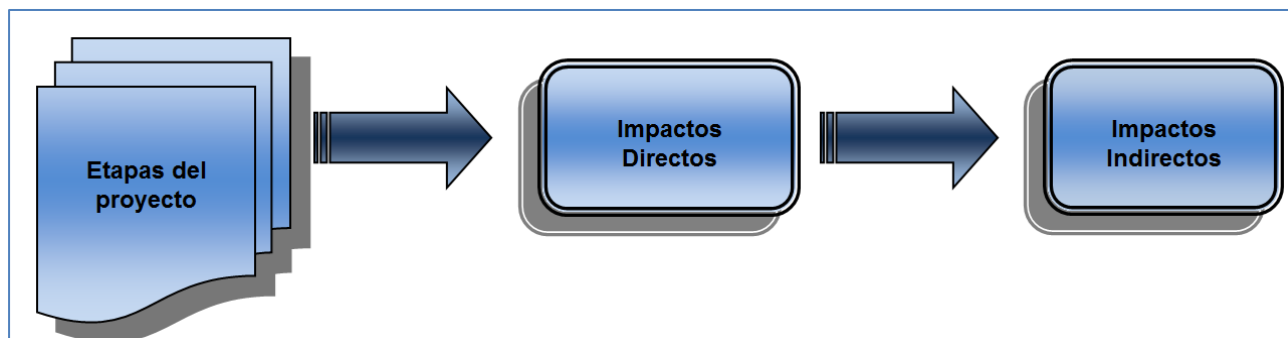 Etapas del
proyecto
Impactos
Directos
Impactos
Indirectos